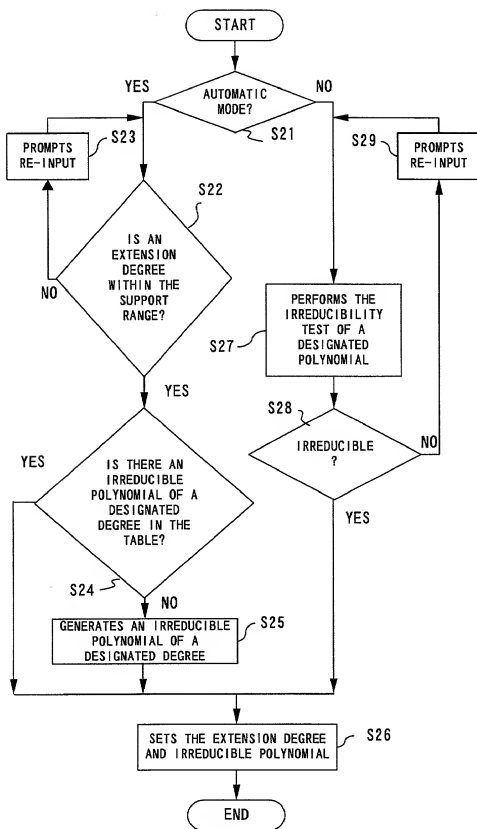 START
AUTOMATIC
MODE?
YES
NO
S21
S23
PROMPTS
RE-INPUT
S29
PROMPTS
RE-INPUT
S22
IS AN
EXTENSION
DEGREE
WITHIN THE
SUPPORT
RANGE?
NO
YES
PERFORMS THE
IRREDUCIBILITY
TEST OF A
DESIGNATED
POLYNOMIAL
S27
S28
IRREDUCIBLE
?
NO
YES
YES
IS THERE AN
IRREDUCIBLE
POLYNOMIAL OF A
DESIGNATED
DEGREE IN THE
TABLE?
S24
NO
GENERATES AN IRREDUCIBLE
POLYNOMIAL OF A
DESIGNATED DEGREE
S25
SETS THE EXTENSION DEGREE
AND IRREDUCIBLE POLYNOMIAL
S26
END